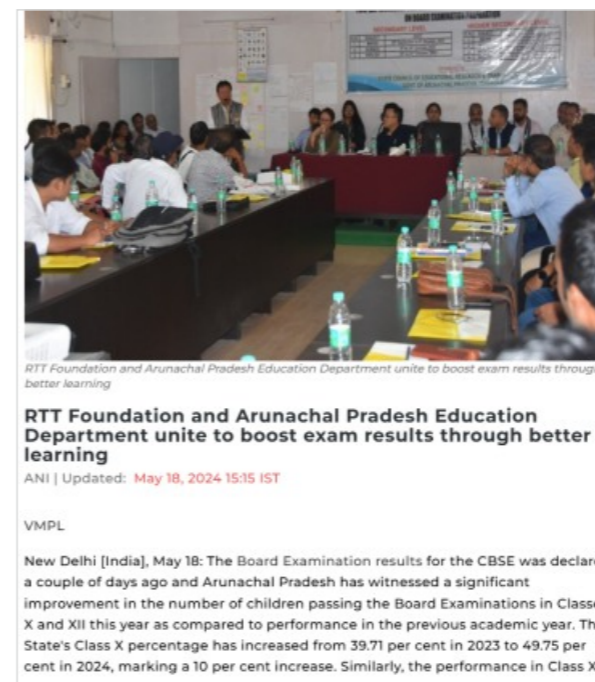 ON BOARD EXAMINATION PREPARATION
SECONDARY LEVEL
RTT Foundation and Arunachal Pradesh Education Department unite to boost exam results
better learning
RTT Foundation and Arunachal Pradesh Education
Department unite to boost exam results through better
learning
ANI | Updated: May 18, 2024 15:15 IST
VMPL
New Delhi [India], May 18: The Board Examination results for the CBSE was
a couple of days ago and Arunachal Pradesh has witnessed a significant
improvement in the number of children passing the Board Examinations in
X and XII this year as compared to performance in the previous academic year.
State's Class X percentage has increased from 39.71 per cent in 2023 to 49.75 per
cent in 2024, marking a 10 per cent increase. Similarly, the performance in Class